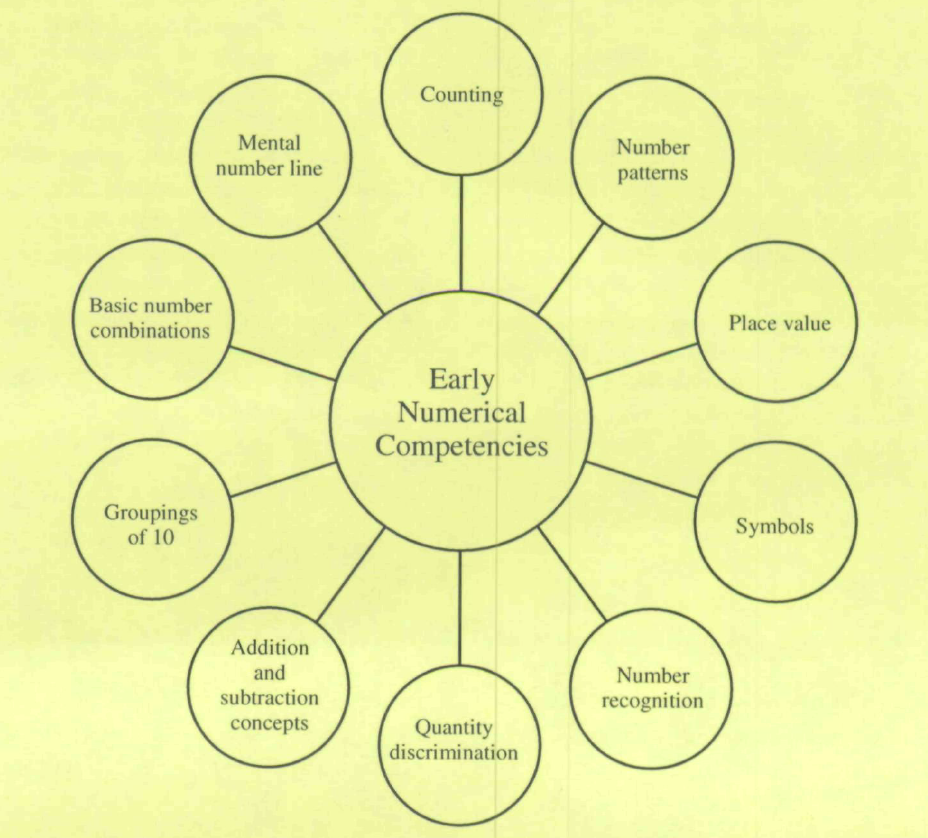 Counting
Number
patterns
Place value
Symbols
Number
recognition
Quantity
discrimination
Addition
and
subtraction
concepts
Groupings
of 10
Basic number
combinations
Mental
number line
Early
Numerical
Competencies